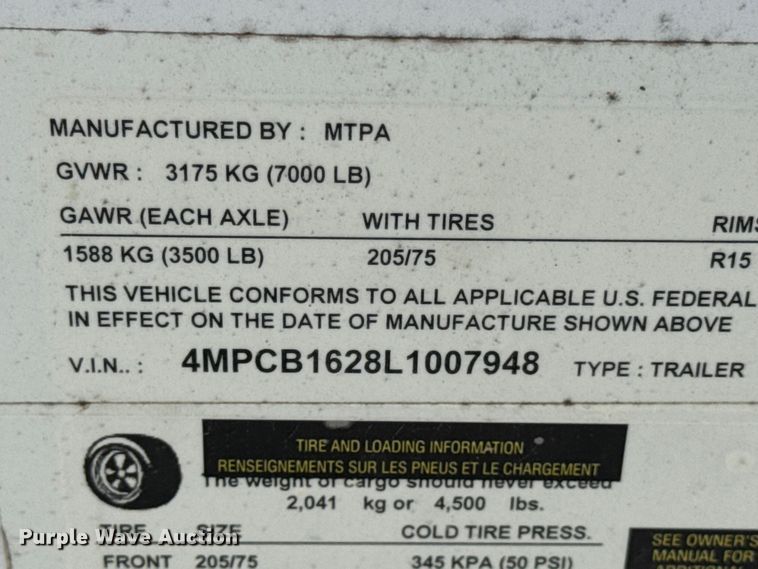 MANUFACTURED BY : MTPA
GVWR : 3175 KG (7000 LB)
GAWR (EACH AXLE) WITH TIRES RIMS
1588 KG (3500 LB) 205/75 R15
THIS VEHICLE CONFORMS TO ALL APPLICABLE U.S. FEDERAL
IN EFFECT ON THE DATE OF MANUFACTURE SHOWN ABOVE
V.I.N.. : 4MPCB1628L1007948 TYPE : TRAILER
TIRE AND LOADING INFORMATION
RENSEIGNEMENTS SUR LES PNEUS ET LE CHARGEMENT
The weight of cargo should never exceed
2,041 kg or 4,500 lbs.
TIRE SIZE COLD TIRE PRESS.
FRONT 205/75 345 KPA (50 PSI)
SEE OWNER'S
MANUAL FOR
ADDITIONAL
Purple Wave Auction